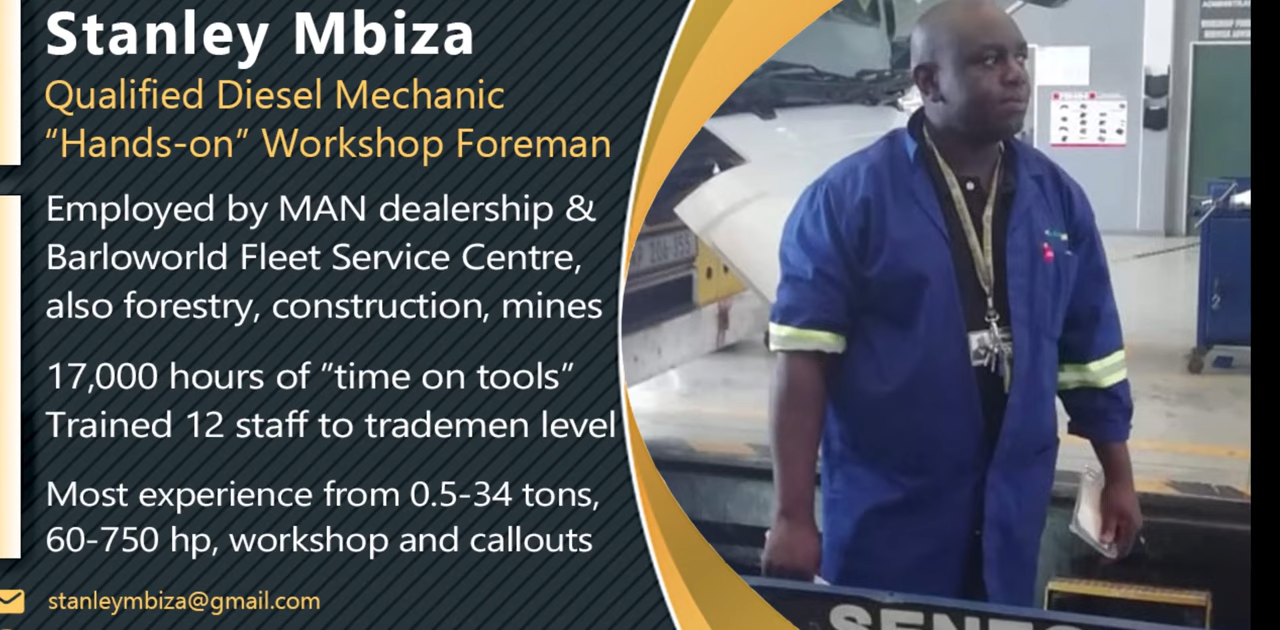 Stanley Mbiza
Qualified Diesel Mechanic
“Hands-on” Workshop Foreman
Employed by MAN dealership &
Barloworld Fleet Service Centre,
also forestry, construction, mines
17,000 hours of “time on tools”
Trained 12 staff to trademen level
Most experience from 0.5-34 tons,
60-750 hp, workshop and callouts
stanleymbiza@gmail.com